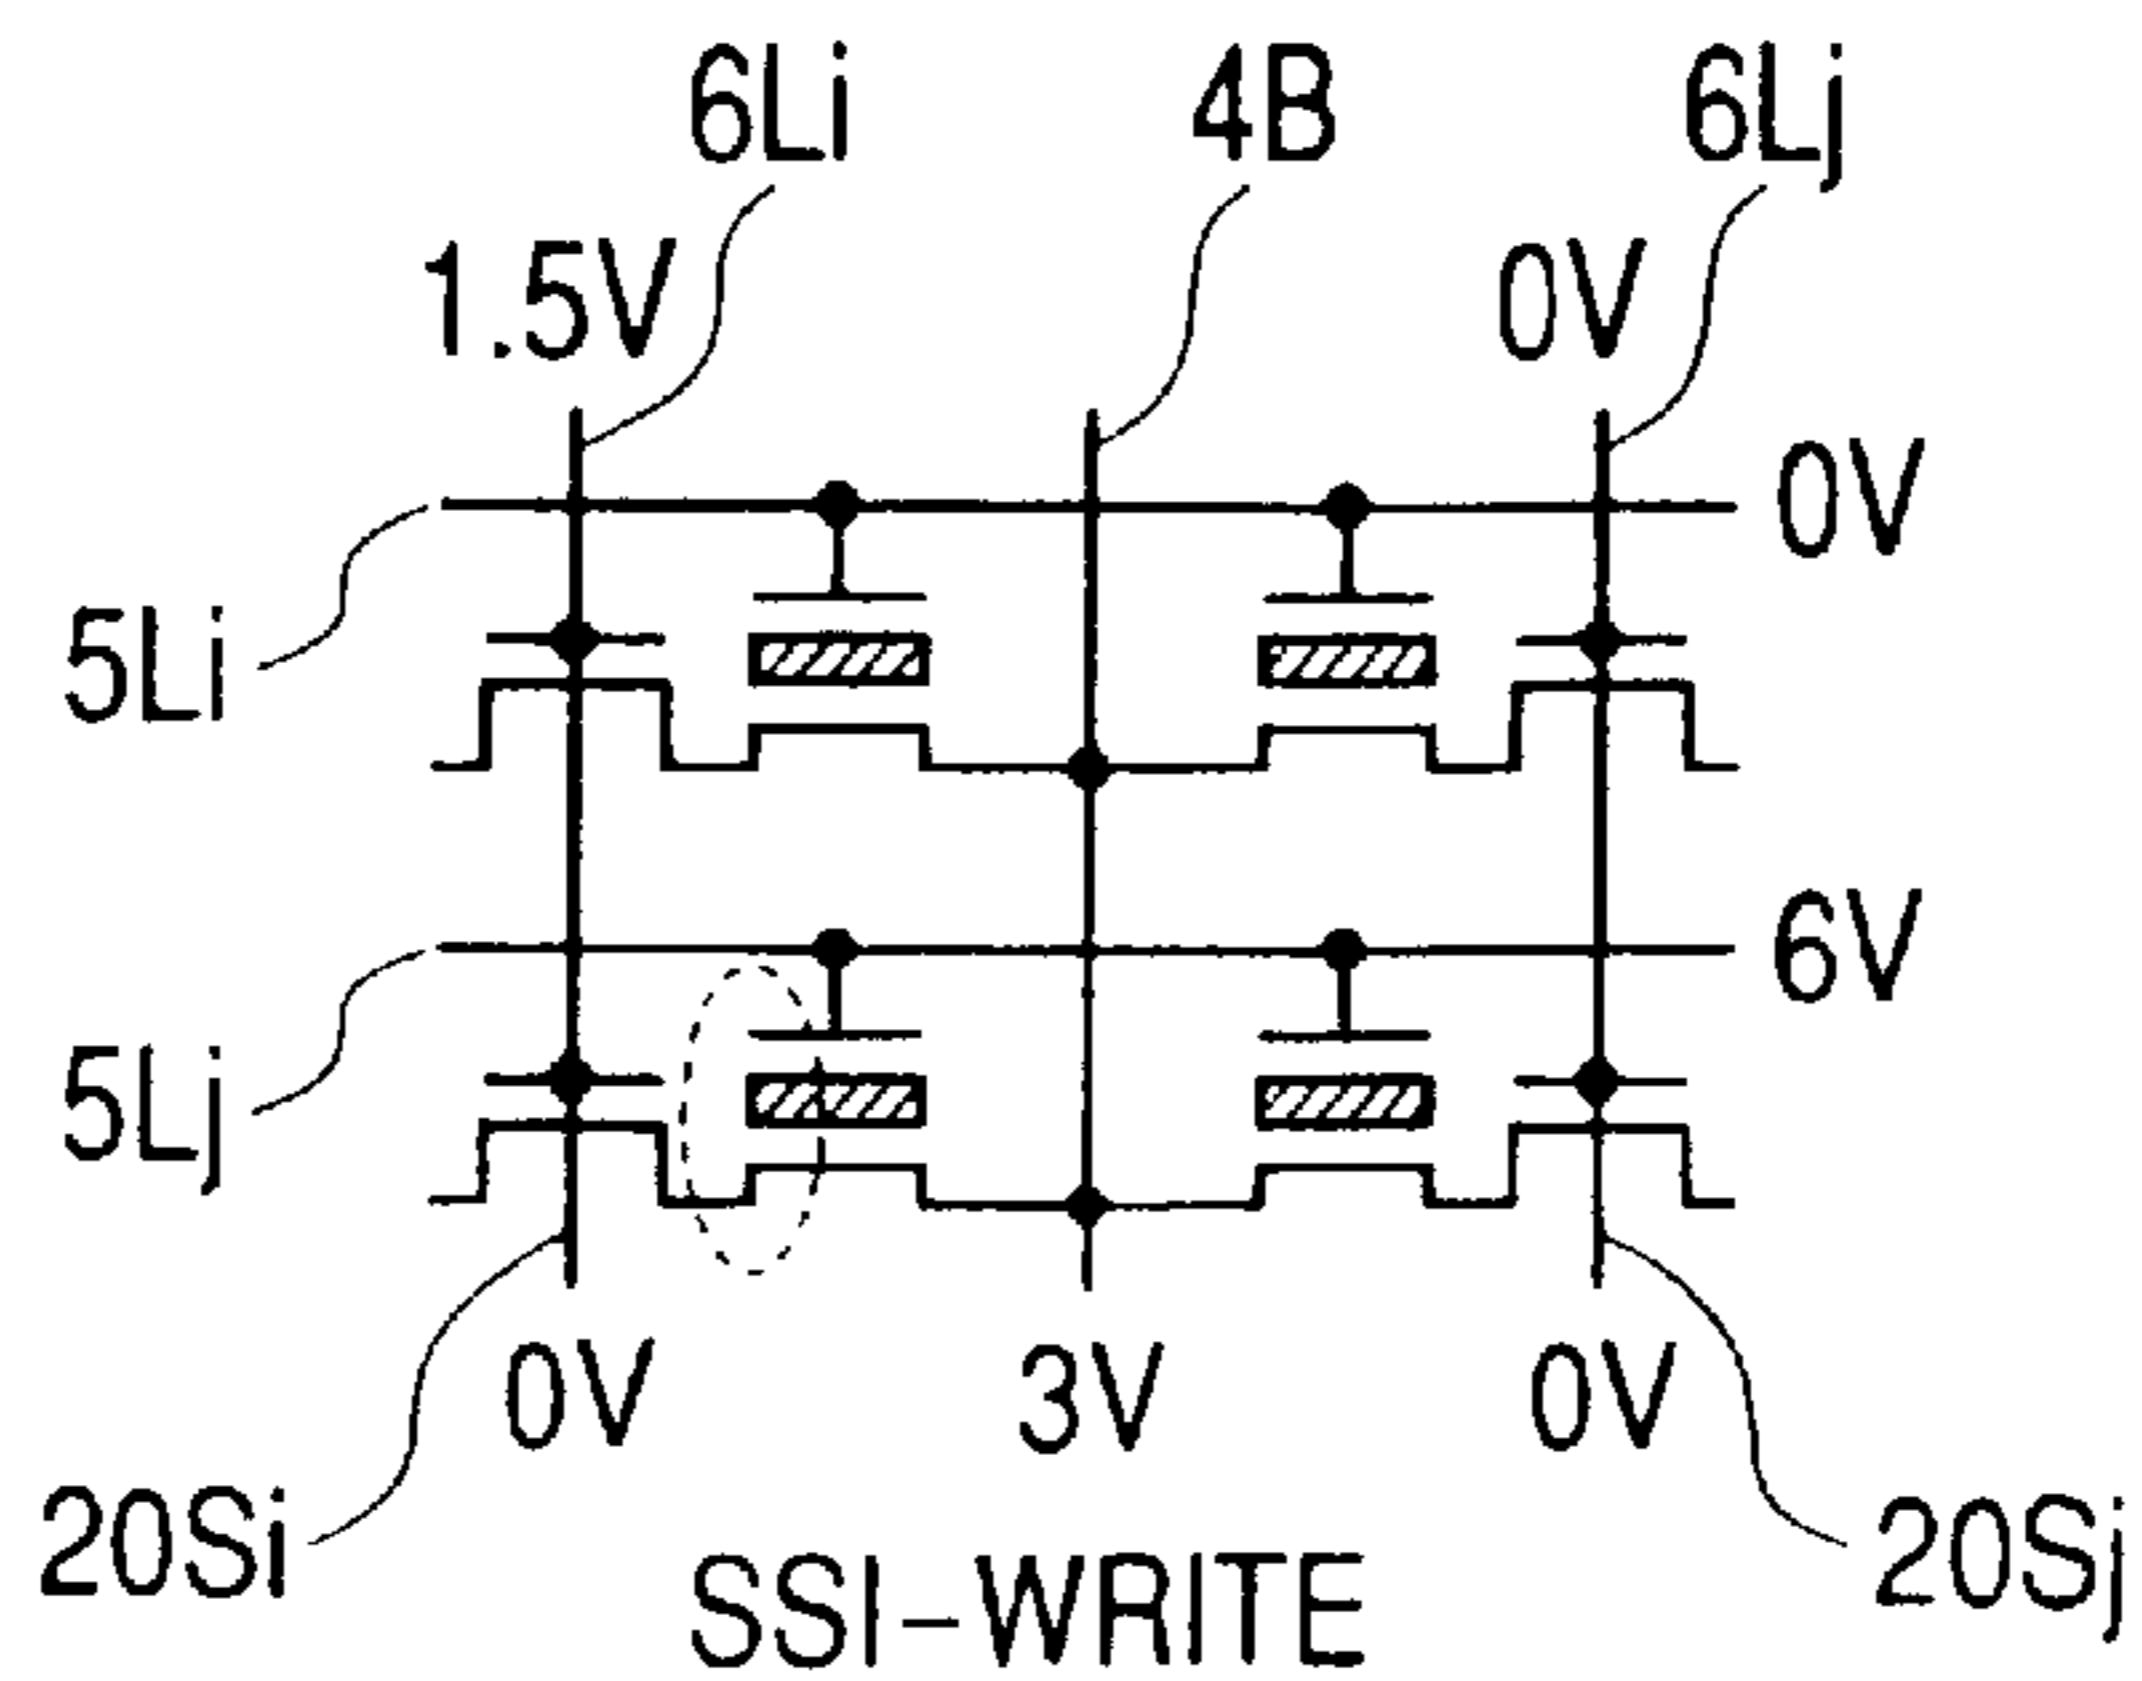 6Li 4B 6Lj
1.5V 0V
0V
5Li
6V
5Lj
0V 3V 0V
20Si 20Sj
SSI-WRITE